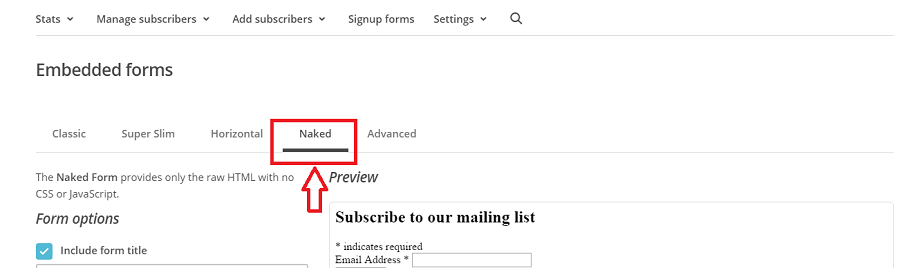 Stats Manage subscribers Add subscribers Signup forms Settings
Embedded forms
Classic Super Slim Horizontal Naked Advanced
The Naked Form provides only the raw HTML with no
CSS or JavaScript.
Form options
Include form title
Preview
Subscribe to our mailing list
* indicates required
Email Address *